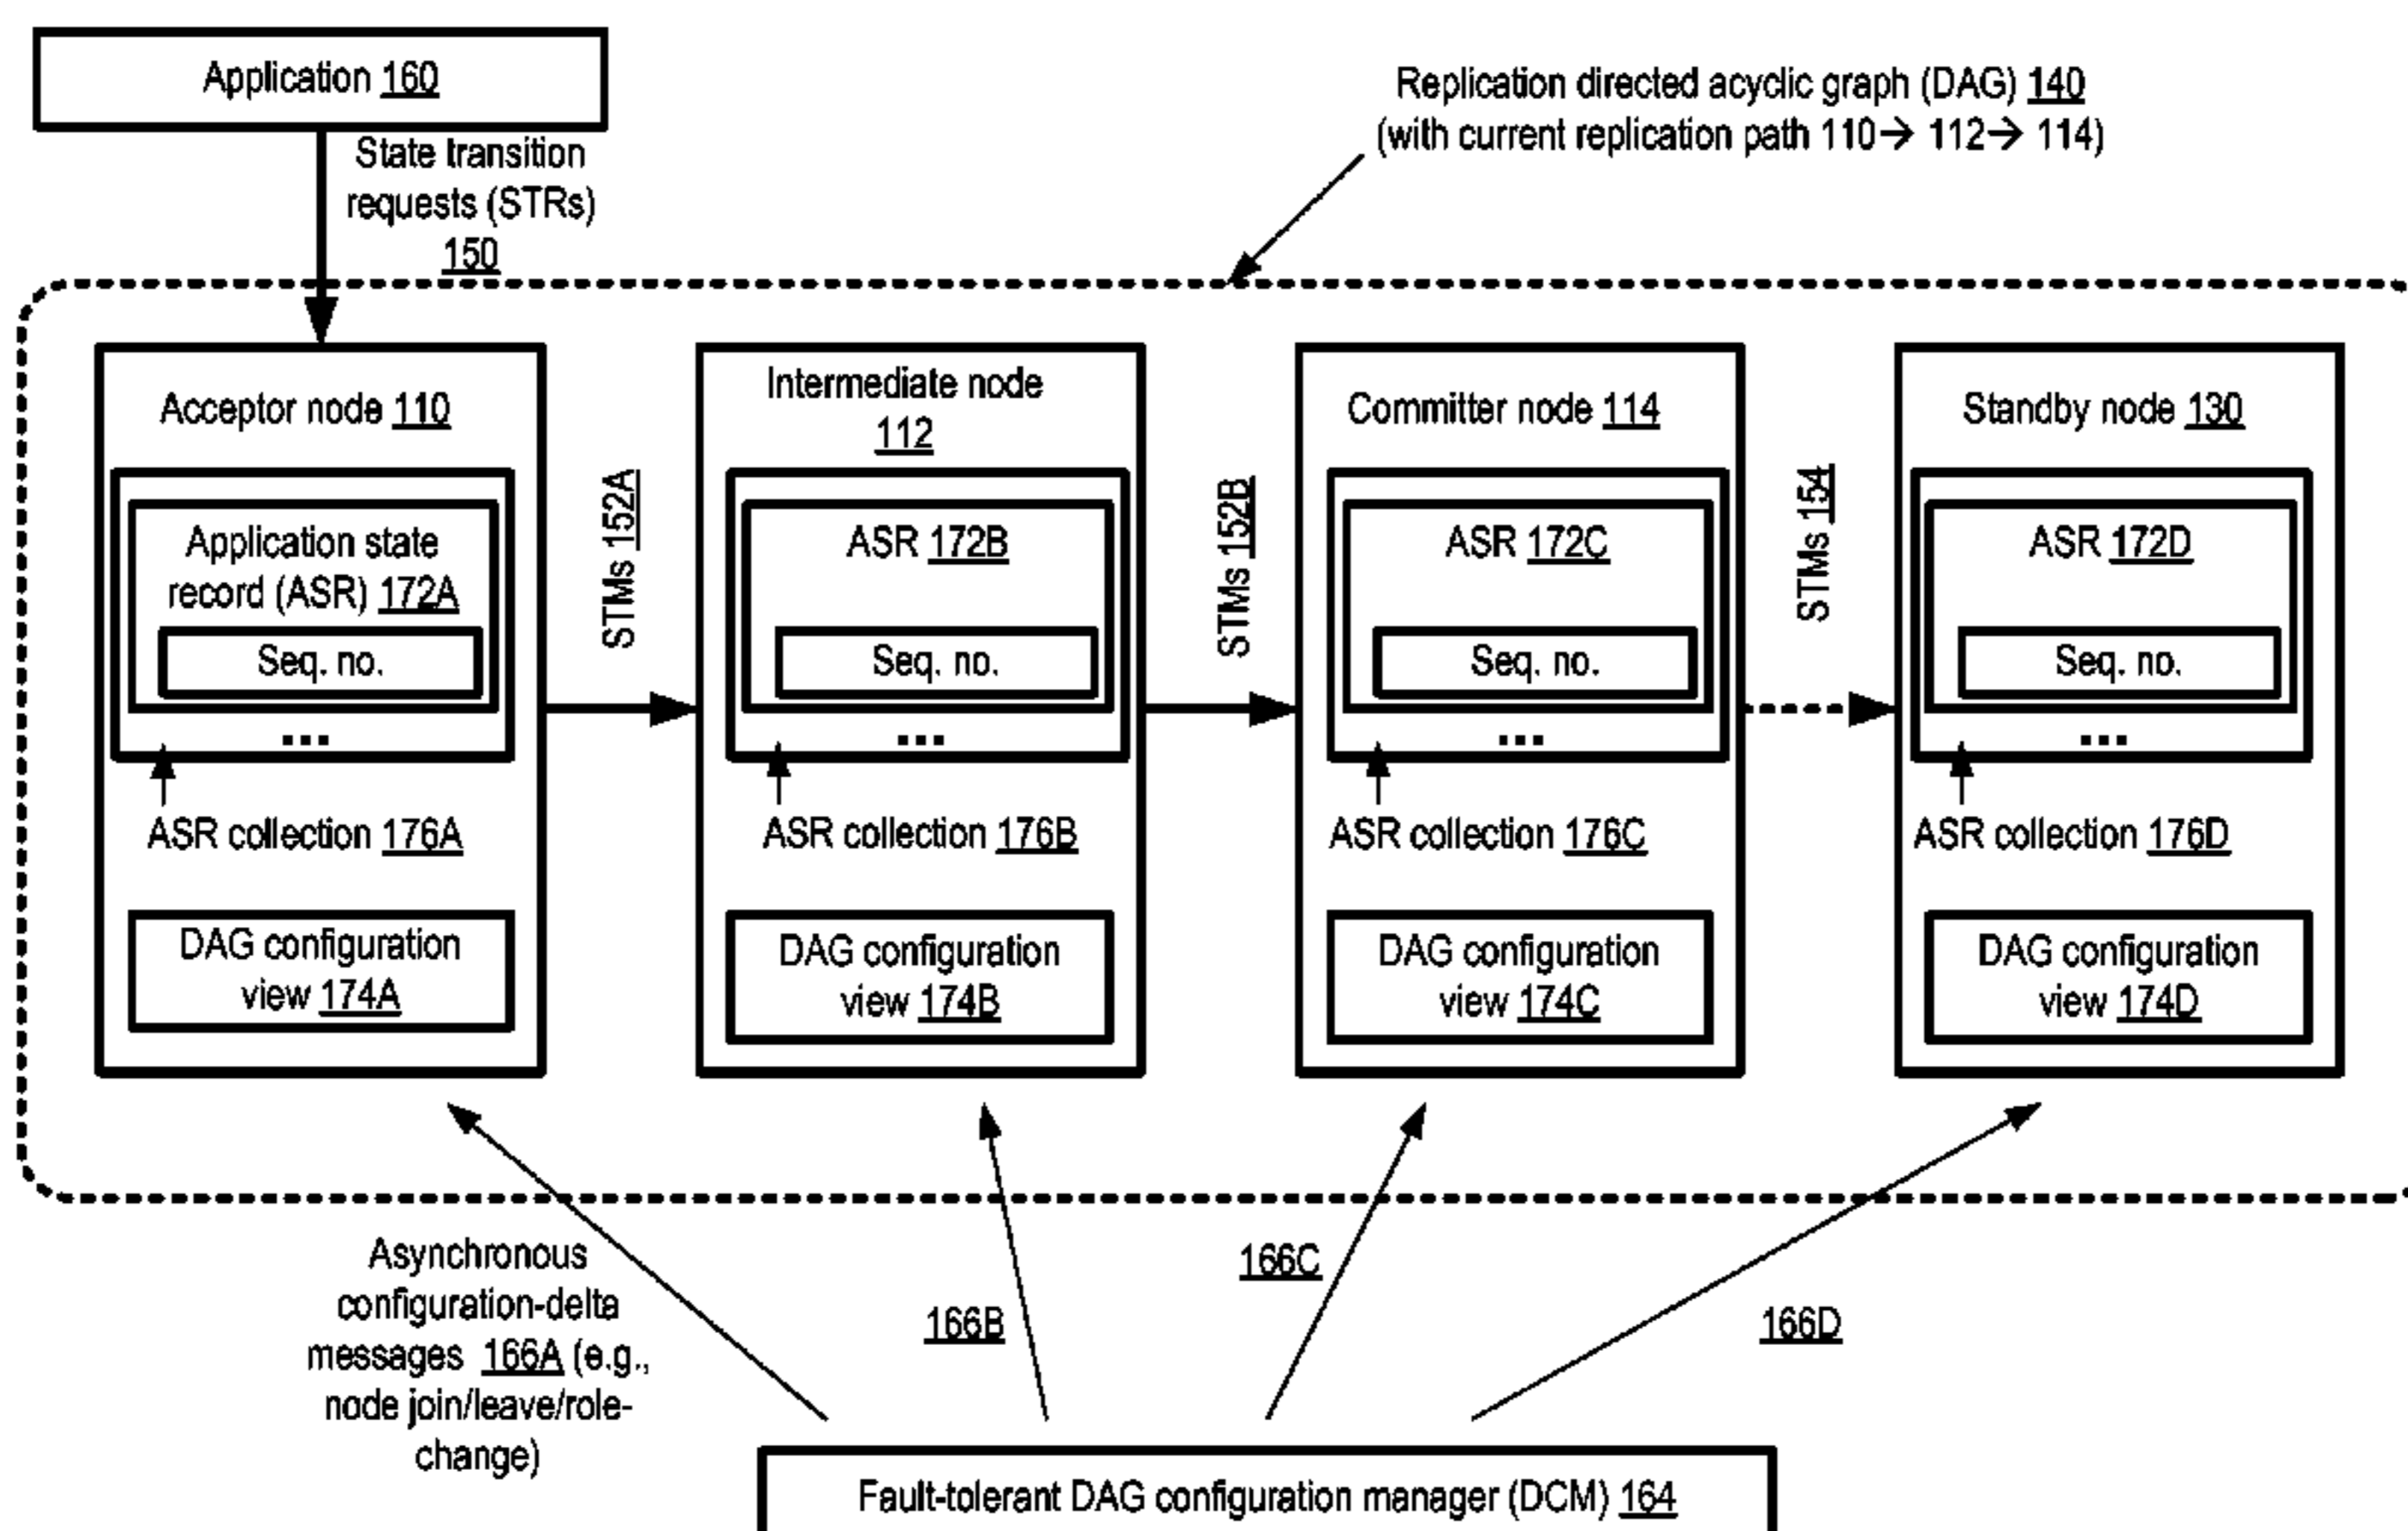 Application 160
State transition
requests (STRs)
150
Replication directed acyclic graph (DAG) 140
(with current replication path 110→ 112→ 114)
Acceptor node 110
Application state
record (ASR) 172A
Seq. no.
...
ASR collection 176A
DAG configuration
view 174A
STMs 152A
Intermediate node
112
ASR 172B
Seq. no.
...
ASR collection 176B
DAG configuration
view 174B
STMs 152B
Committer node 114
ASR 172C
Seq. no.
...
ASR collection 176C
DAG configuration
view 174C
STMs 154
Standby node 130
ASR 172D
Seq. no.
...
ASR collection 176D
DAG configuration
view 174D
Asynchronous
configuration-delta
messages 166A (e.g.,
node join/leave/role-
change)
166B
166C
166D
Fault-tolerant DAG configuration manager (DCM) 164